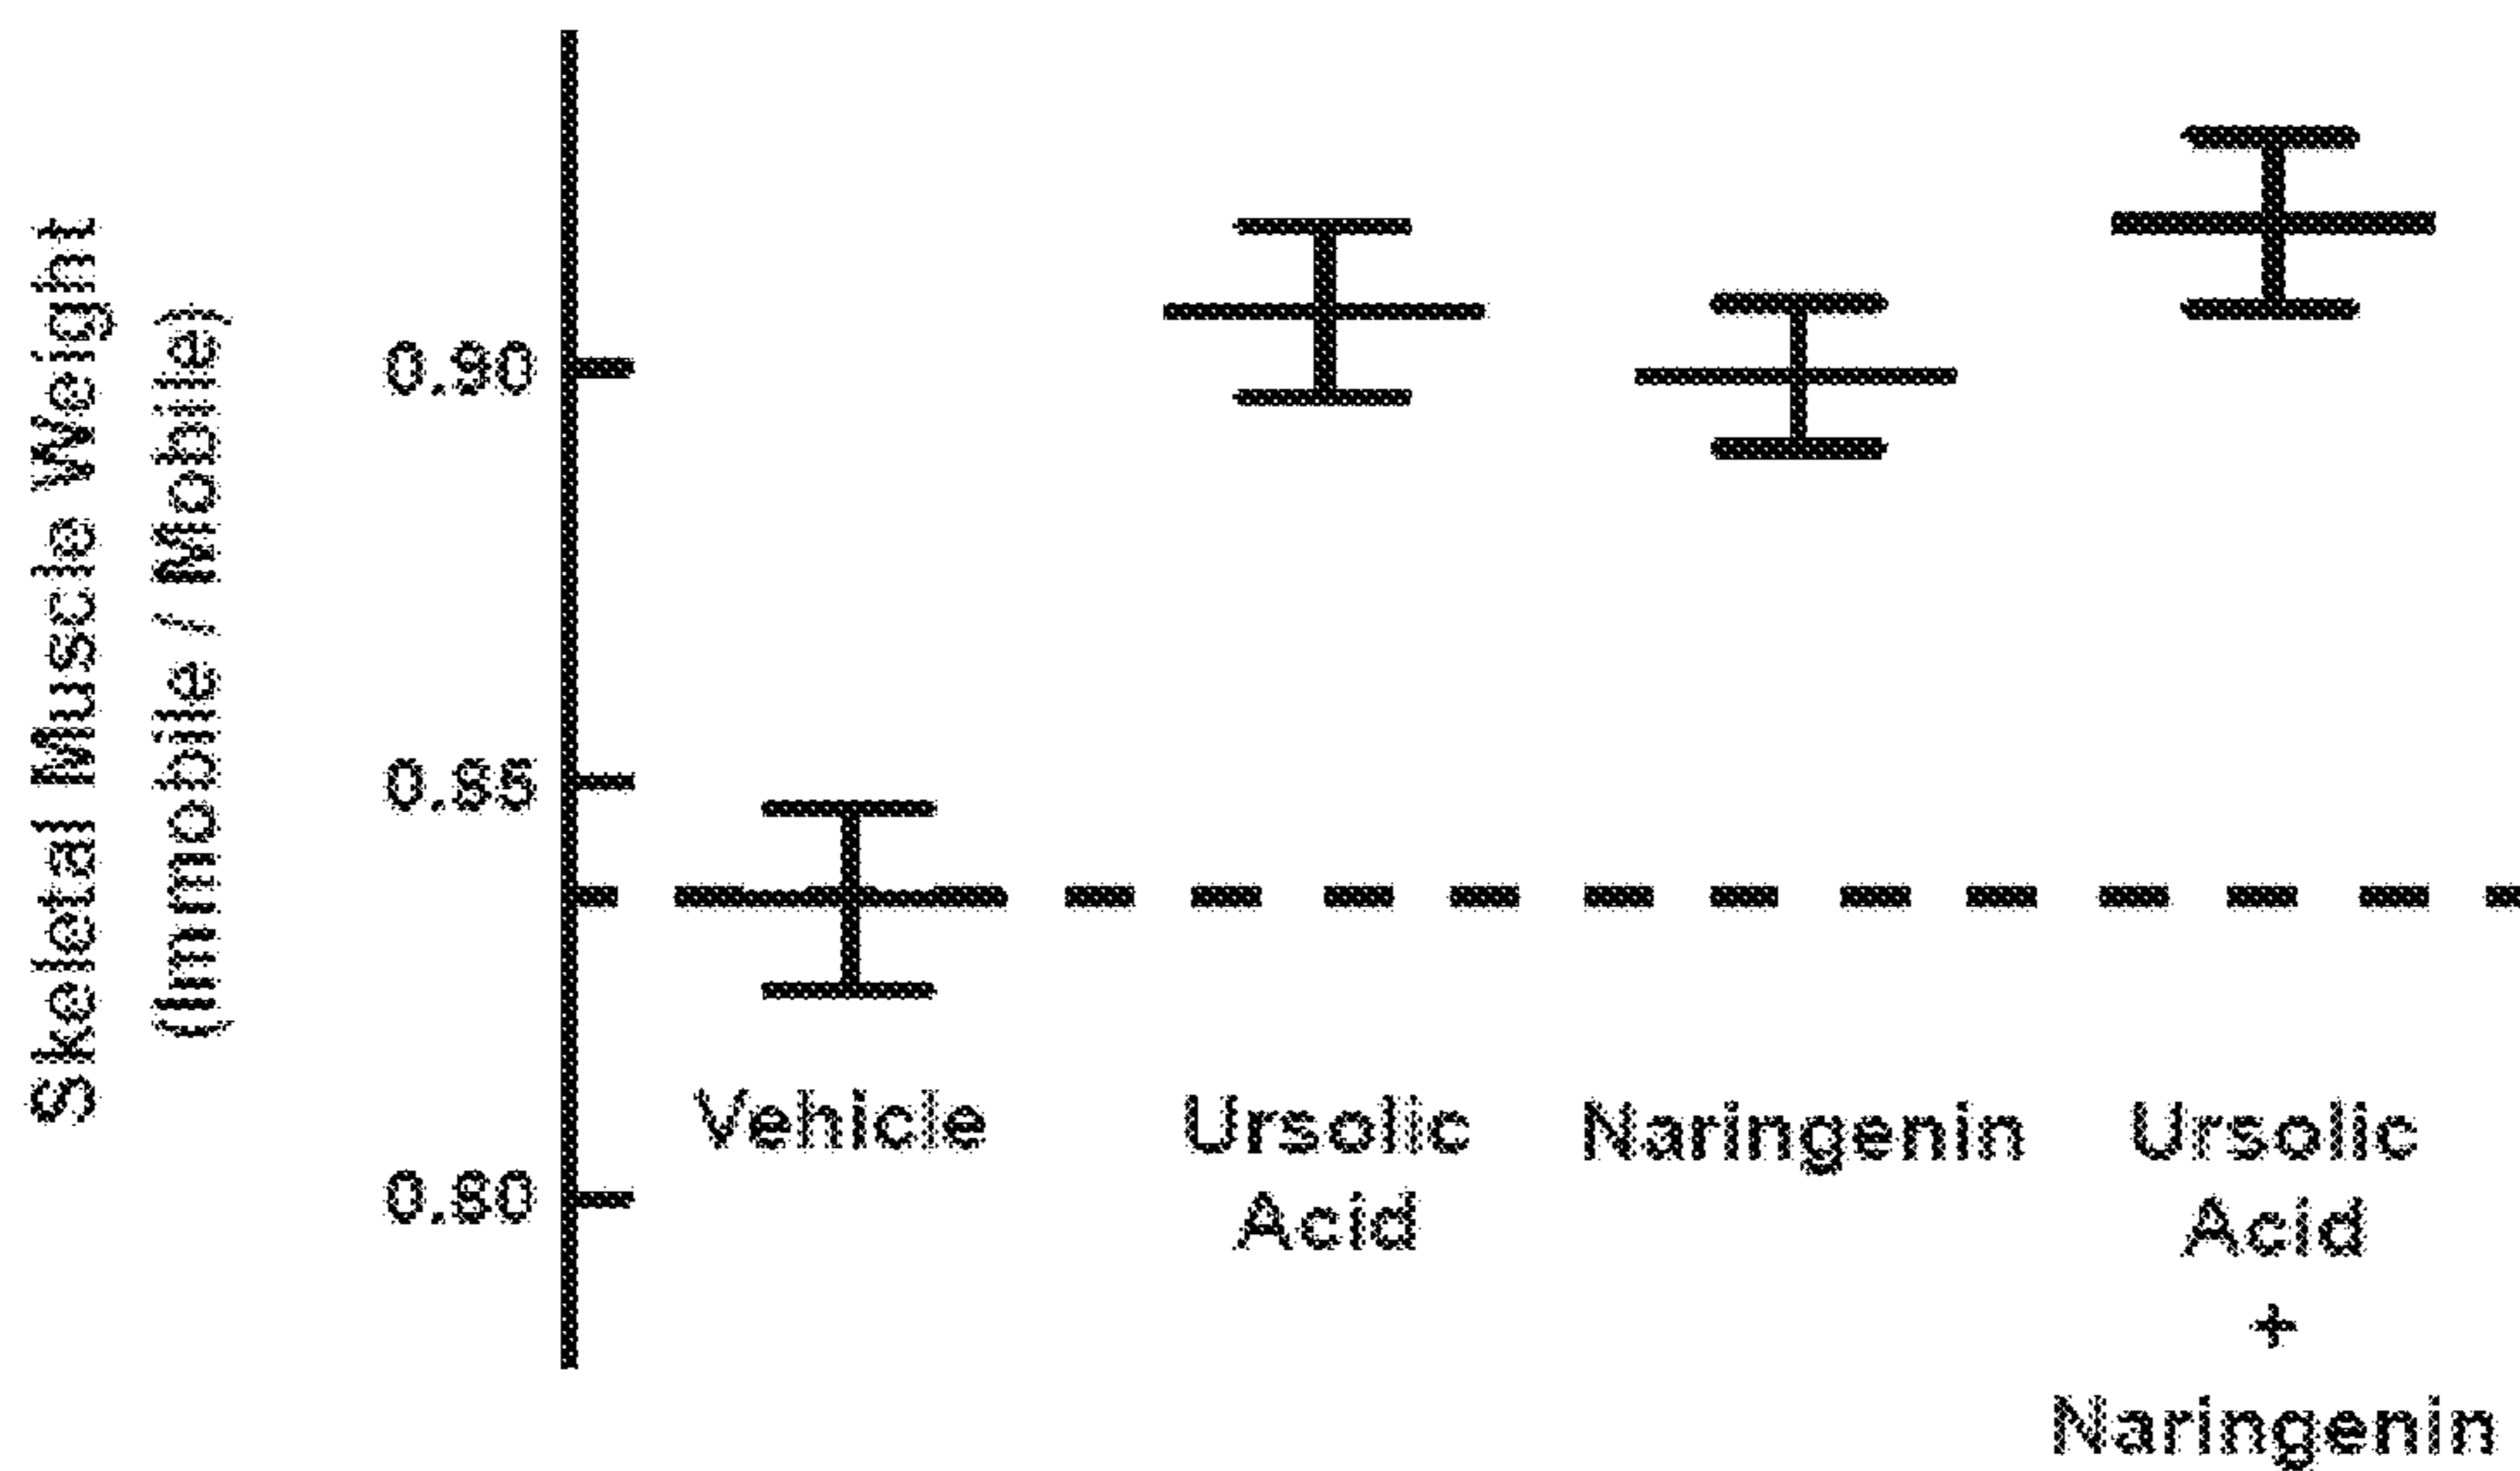 Skeletal Muscle Weight
(Immobile / Mobile)
0.90
0.85
0.80
Vehicle
Ursolic
Acid
Naringenin
Ursolic
Acid
+
Naringenin